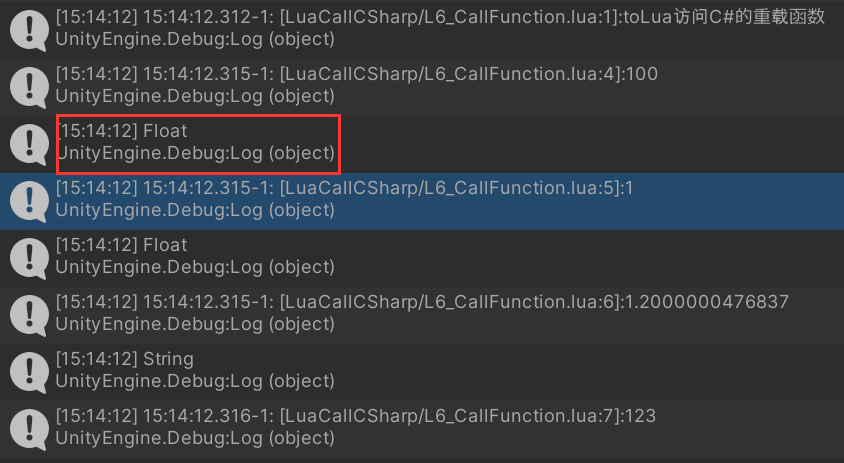 [15:14:12] 15:14:12.312-1: [LuaCallCSharp/L6_CallFunction.lua:1]:toLua访问C#的重载函数
UnityEngine.Debug:Log (object)
[15:14:12] 15:14:12.315-1: [LuaCallCSharp/L6_CallFunction.lua:4]:100
UnityEngine.Debug:Log (object)
[15:14:12] Float
UnityEngine.Debug:Log (object)
[15:14:12] 15:14:12.315-1: [LuaCallCSharp/L6_CallFunction.lua:5]:1
UnityEngine.Debug:Log (object)
[15:14:12] Float
UnityEngine.Debug:Log (object)
[15:14:12] 15:14:12.315-1: [LuaCallCSharp/L6_CallFunction.lua:6]:1.2000000476837
UnityEngine.Debug:Log (object)
[15:14:12] String
UnityEngine.Debug:Log (object)
[15:14:12] 15:14:12.316-1: [LuaCallCSharp/L6_CallFunction.lua:7]:123
UnityEngine.Debug:Log (object)